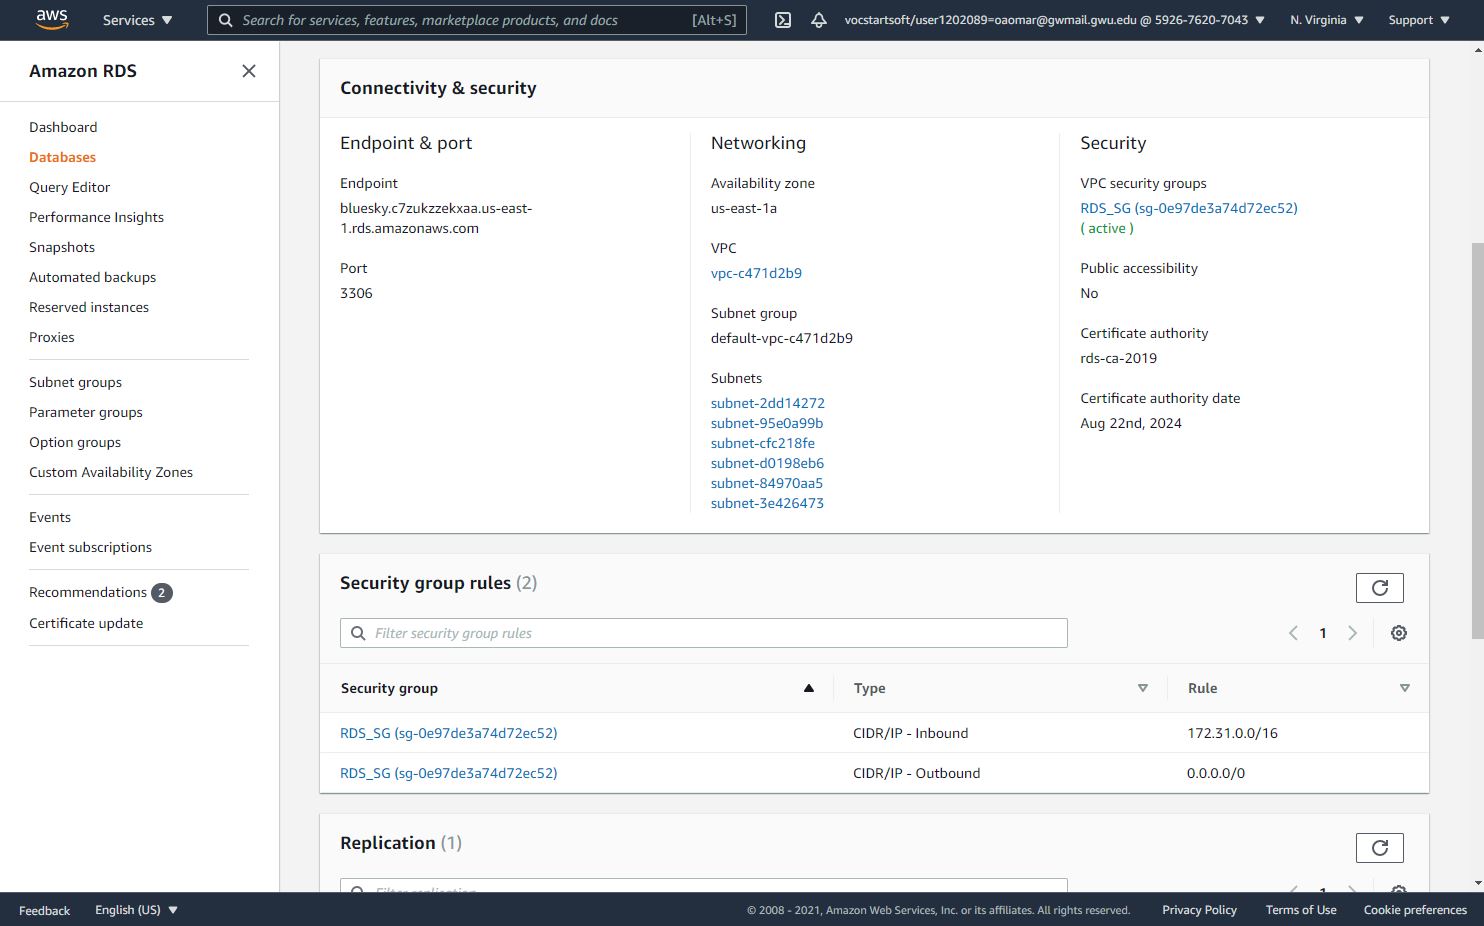 aws
Services
Search for services, features, marketplace products, and docs [Alt+S]
vocstartsoft/user1202089=oaomar@gwmail.gwu.edu @ 5926-7620-7043
N. Virginia
Support
Amazon RDS
Dashboard
Databases
Query Editor
Performance Insights
Snapshots
Automated backups
Reserved instances
Proxies
Subnet groups
Parameter groups
Option groups
Custom Availability Zones
Events
Event subscriptions
Recommendations 2
Certificate update
Connectivity & security
Endpoint & port
Endpoint
bluesky.c7zukzzekxaa.us-east-
1.rds.amazonaws.com
Port
3306
Networking
Availability zone
us-east-1a
VPC
vpc-c471d2b9
Subnet group
default-vpc-c471d2b9
Subnets
subnet-2dd14272
subnet-95e0a99b
subnet-cfc218fe
subnet-d0198eb6
subnet-84970aa5
subnet-3e426473
Security
VPC security groups
RDS_SG (sg-0e97de3a74d72ec52)
( active )
Public accessibility
No
Certificate authority
rds-ca-2019
Certificate authority date
Aug 22nd, 2024
Security group rules (2)
Filter security group rules
1
Security group Type Rule
RDS_SG (sg-0e97de3a74d72ec52) CIDR/IP - Inbound 172.31.0.0/16
RDS_SG (sg-0e97de3a74d72ec52) CIDR/IP - Outbound 0.0.0.0/0
Replication (1)
Filter replication
1
Feedback
English (US)
© 2008 - 2021, Amazon Web Services, Inc. or its affiliates. All rights reserved.
Privacy Policy
Terms of Use
Cookie preferences